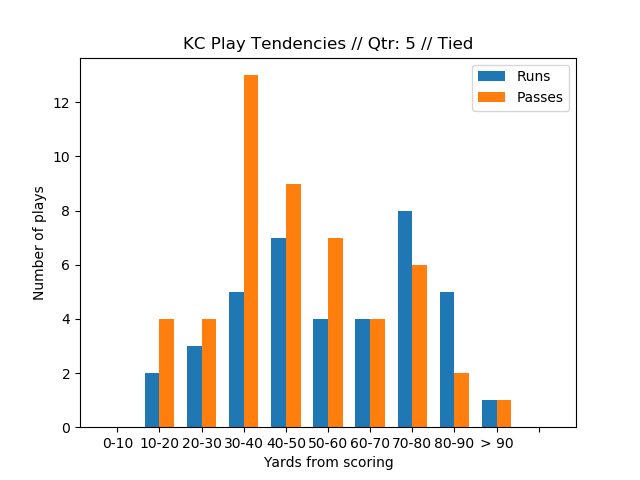 KC Play Tendencies // Qtr: 5 // Tied
Runs
Passes
Number of plays
12
10
8
6
4
2
0
0-10 10-20 20-30 30-40 40-50 50-60 60-70 70-80 80-90 > 90
Yards from scoring